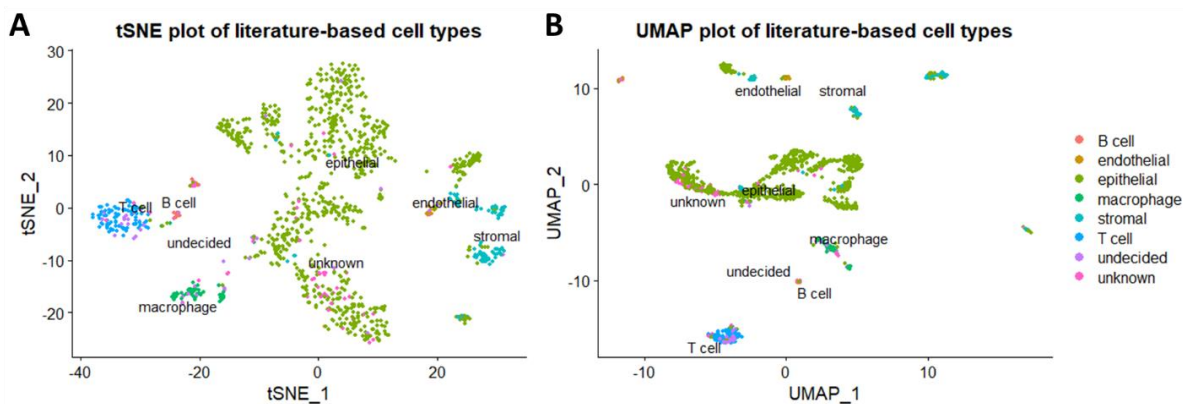 A
tSNE plot of literature-based cell types
30
20
10
0
-10
-20
tSNE_2
-40
-20
0
20
tSNE_1
epithelial
T cell
B cell
endothelial
undecided
stromal
unknown
macrophage
B
UMAP plot of literature-based cell types
10
0
-10
UMAP_2
-10
0
10
UMAP_1
endothelial
stromal
epithelial
unknown
macrophage
undecided
B cell
T cell
B cell
endothelial
epithelial
macrophage
stromal
T cell
undecided
unknown